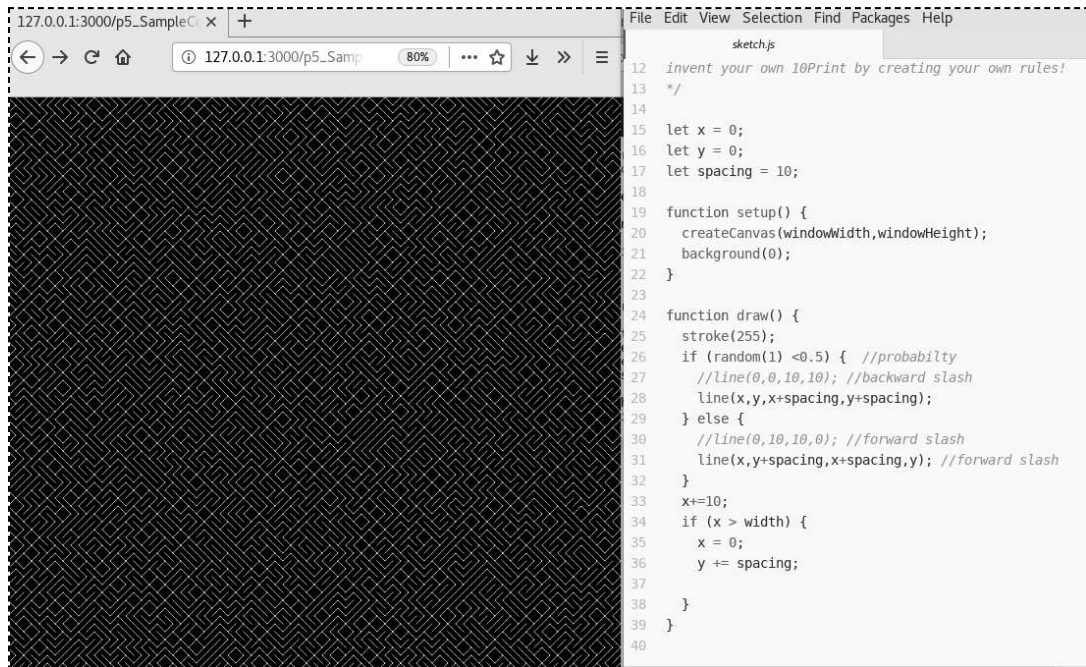 127.0.0.1:3000/p5_SampleC
File Edit View Selection Find Packages Help
127.0.0.1:3000/p5_Samp 80%
sketch.js
12 invent your own 10Print by creating your own rules!
13 */
14
15 let x = 0;
16 let y = 0;
17 let spacing = 10;
18
19 function setup() {
20 createCanvas(windowWidth,windowHeight);
21 background(0);
22 }
23
24 function draw() {
25 stroke(255);
26 if (random(1) <0.5) { //probabilty
27 //line(0,0,10,10); //backward slash
28 line(x,y,x+spacing,y+spacing);
29 } else {
30 //line(0,10,10,0); //forward slash
31 line(x,y+spacing,x+spacing,y); //forward slash
32 }
33 x+=10;
34 if (x > width) {
35 x = 0;
36 y += spacing;
37
38 }
39 }
40